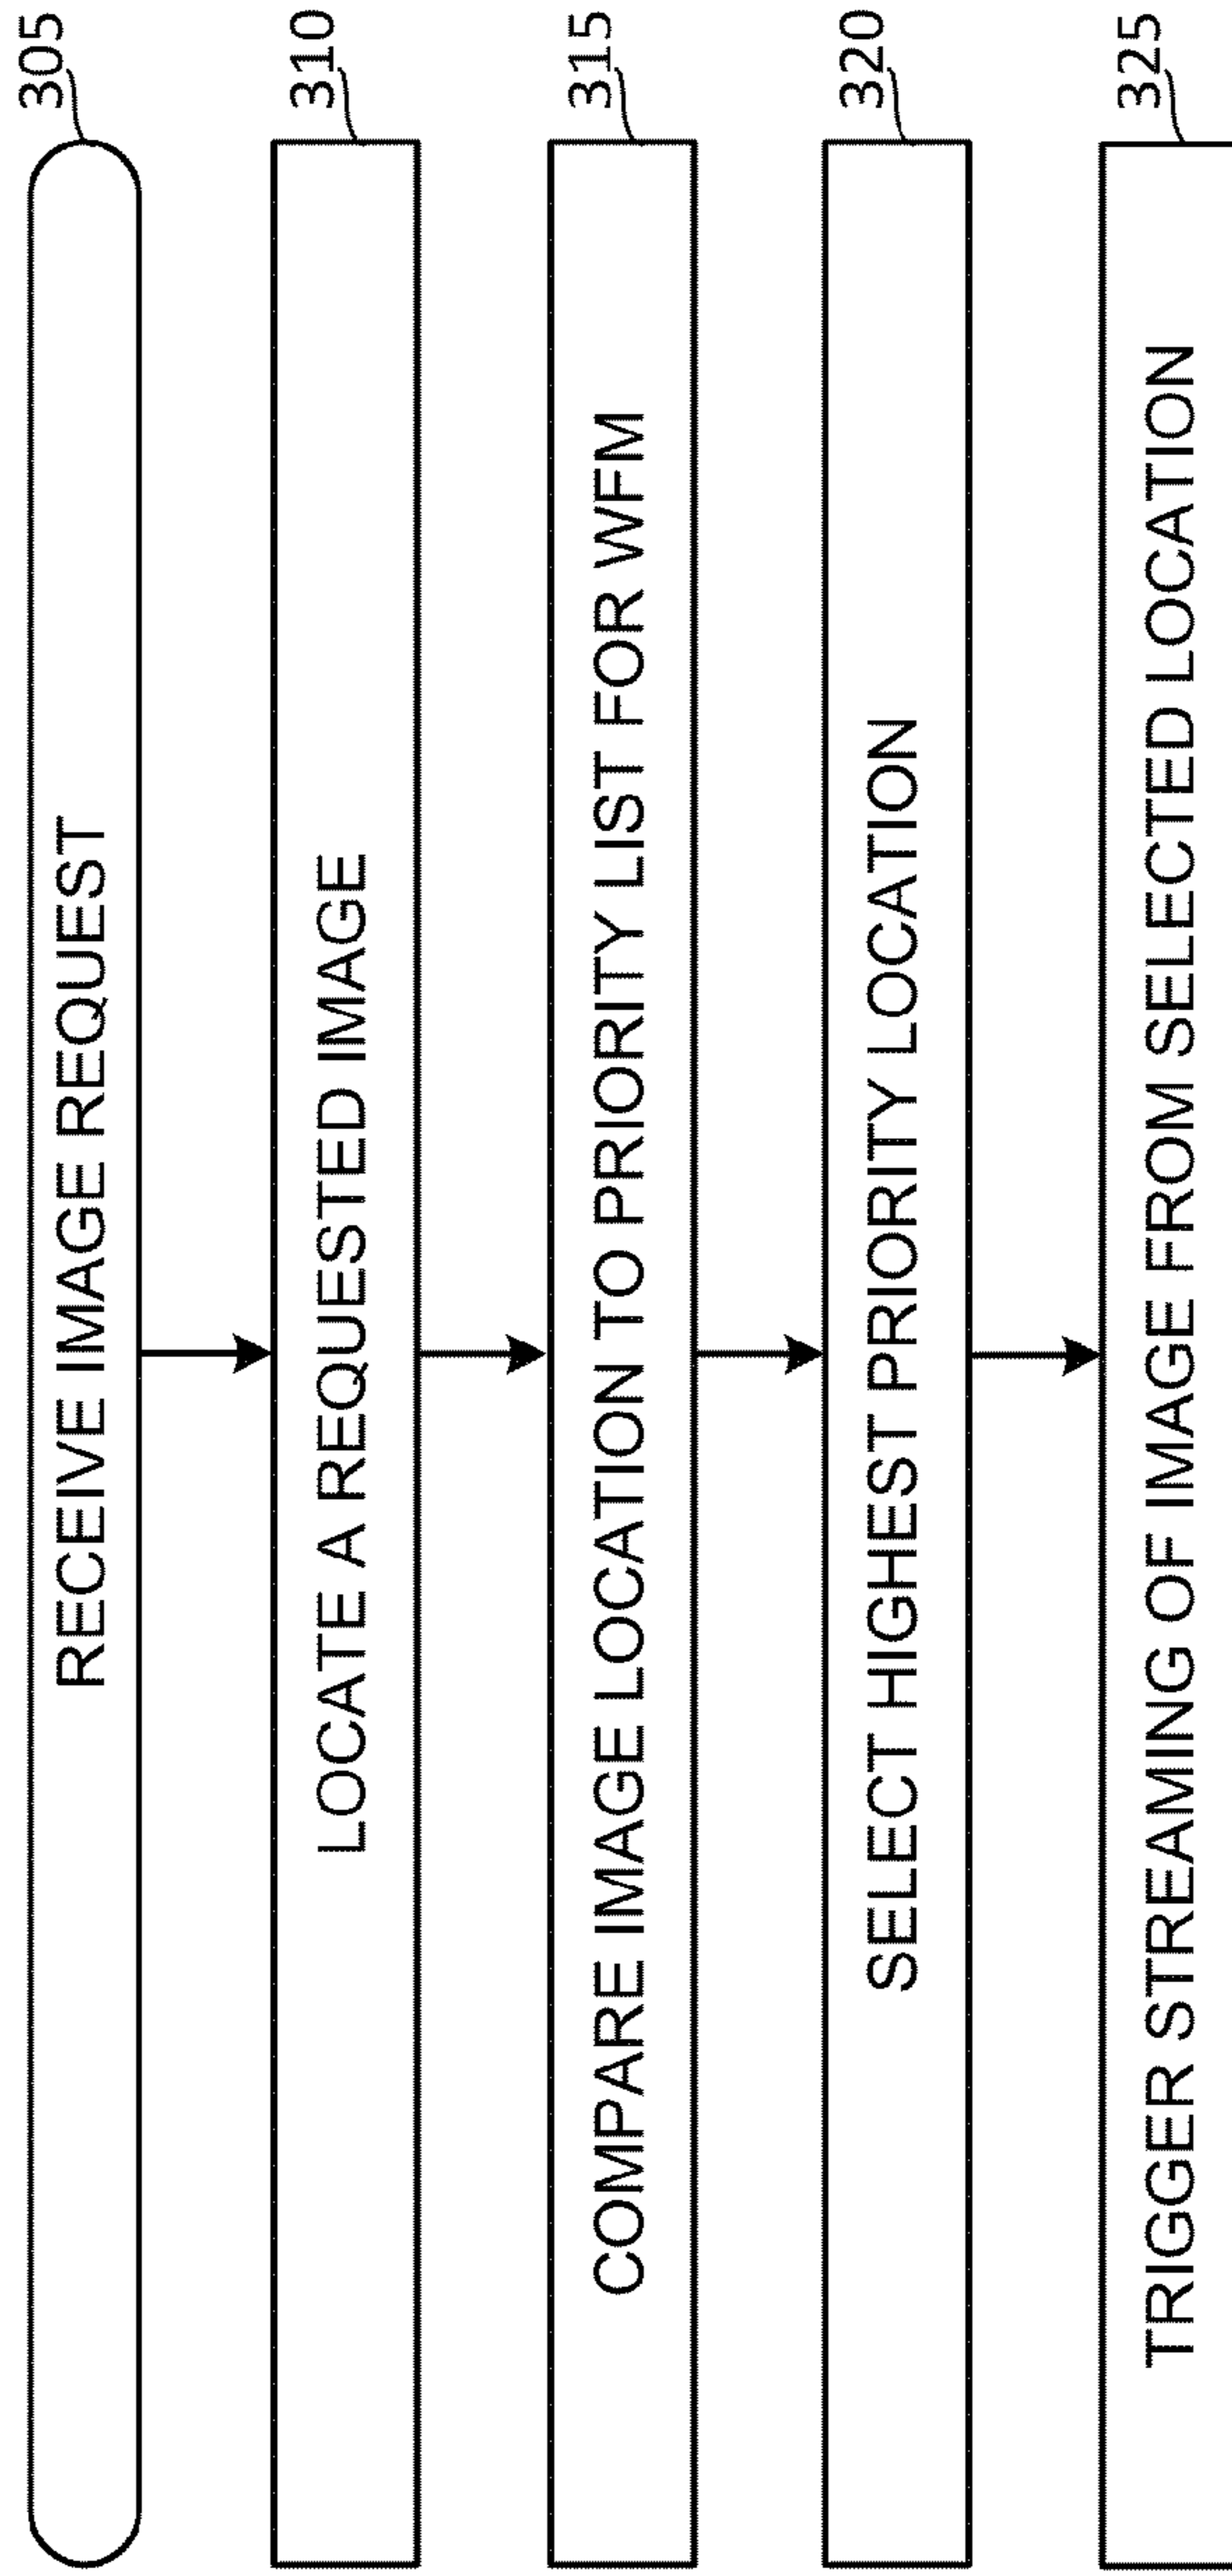 305
RECEIVE IMAGE REQUEST
310
LOCATE A REQUESTED IMAGE
315
COMPARE IMAGE LOCATION TO PRIORITY LIST FOR WFM
320
SELECT HIGHEST PRIORITY LOCATION
325
TRIGGER STREAMING OF IMAGE FROM SELECTED LOCATION